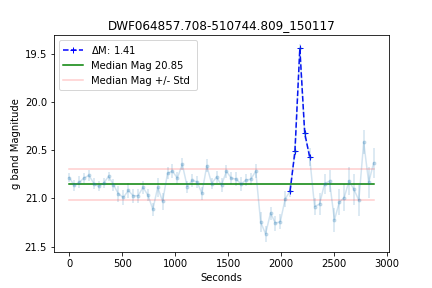 DWF064857.708-510744.809_150117
ΔM: 1.41
Median Mag 20.85
Median Mag +/- Std
g band Magnitude
19.5
20.0
20.5
21.0
21.5
0 500 1000 1500 2000 2500 3000
Seconds